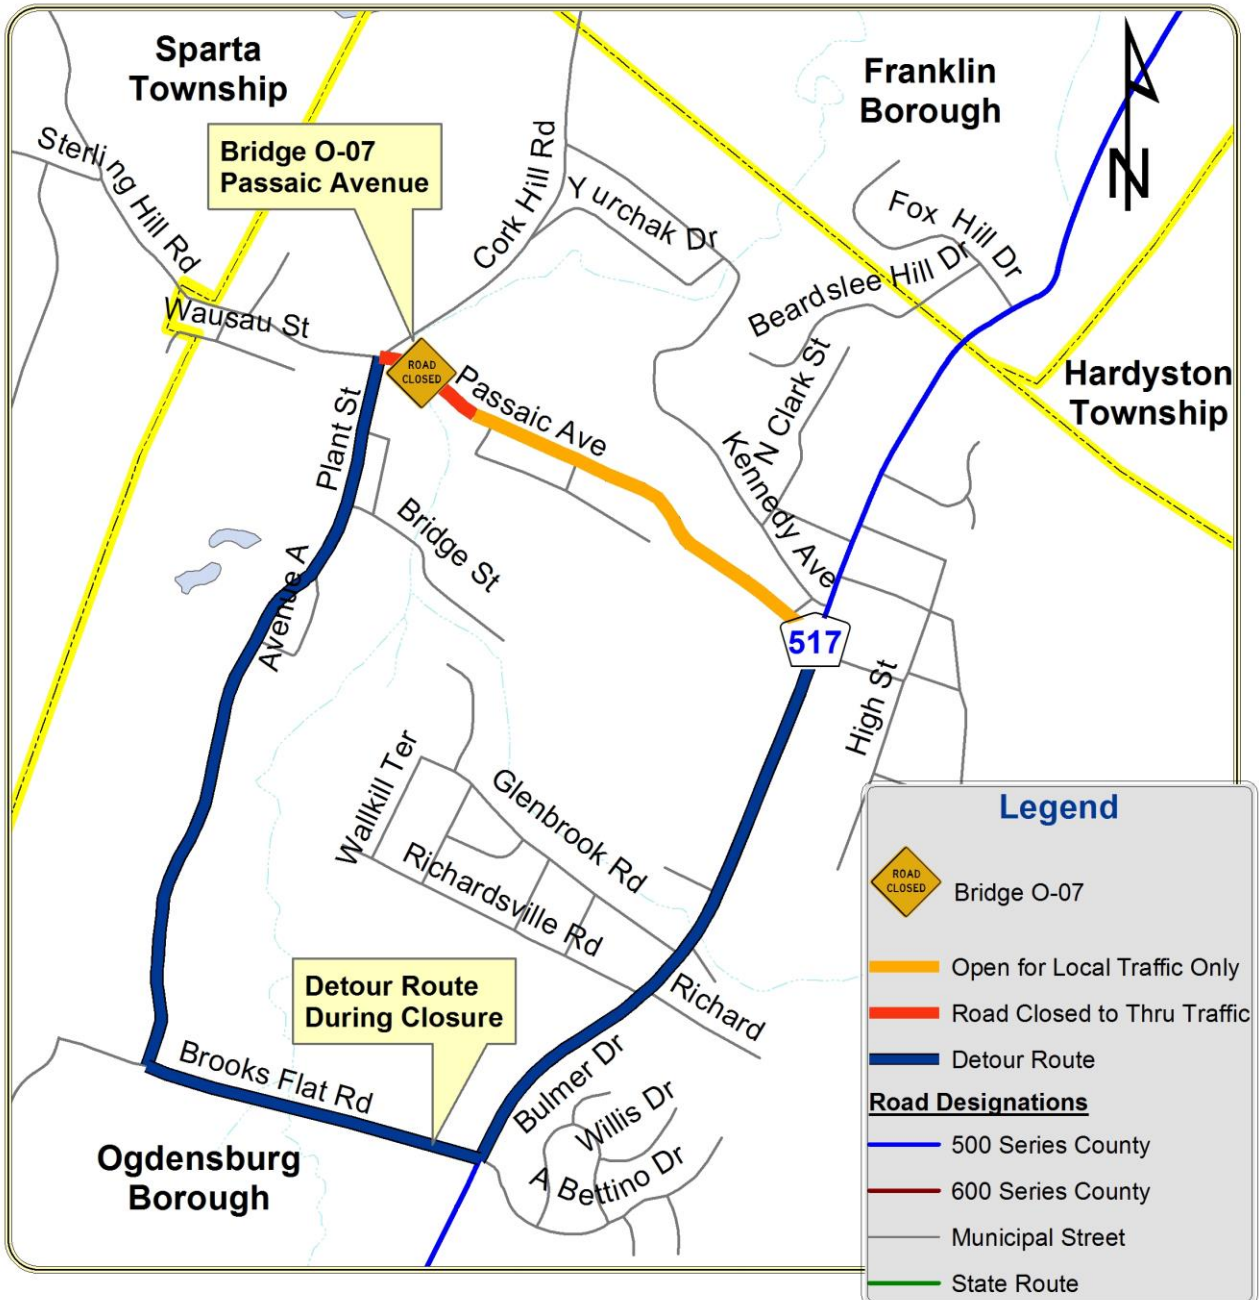 Sparta
Township
Franklin
Borough
N
Bridge O-07
Passaic Avenue
Sterling Hill Rd
Cork Hill Rd
Yurchak Dr
Fox Hill Dr
Beardslee Hill Dr
Wausau St
ROAD
CLOSED
Hardyston
Township
Passaic Ave
N Clark St
Plant St
Kennedy Ave
Bridge St
Avenue A
517
High St
Wallkill Ter
Glenbrook Rd
Richardsville Rd
Richard
Detour Route
During Closure
Brooks Flat Rd
Bulmer Dr
Willis Dr
A Bettino Dr
Ogdensburg
Borough
Legend
ROAD
CLOSED
Bridge O-07
Open for Local Traffic Only
Road Closed to Thru Traffic
Detour Route
Road Designations
500 Series County
600 Series County
Municipal Street
State Route